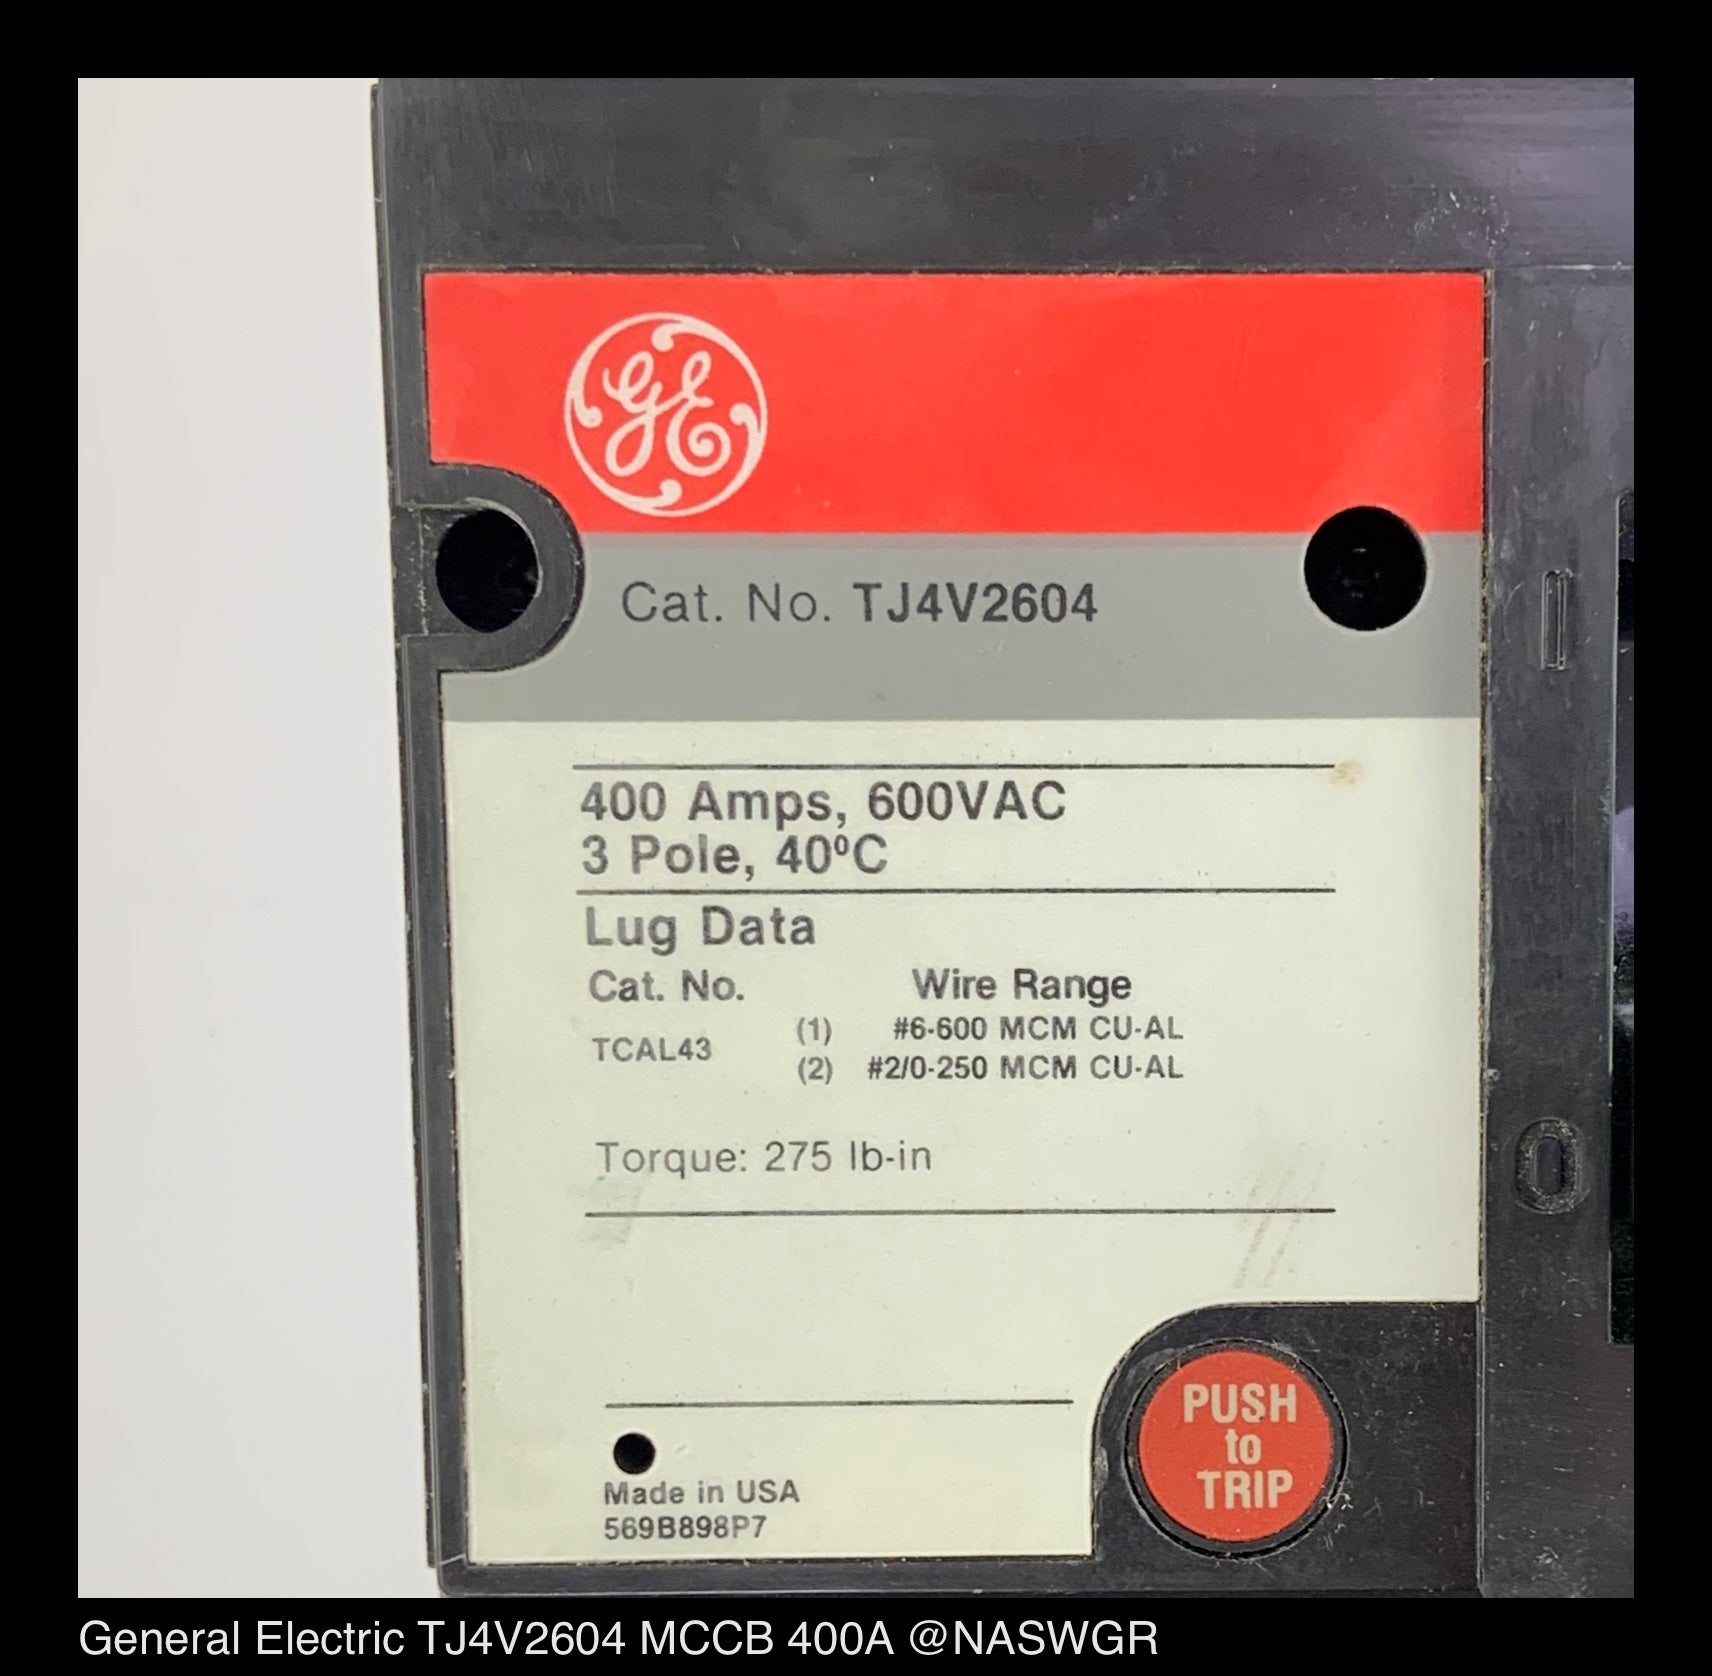 GE
Cat. No. TJ4V2604
400 Amps, 600VAC
3 Pole, 40ºC
Lug Data
Cat. No. Wire Range
TCAL43 (1) #6-600 MCM CU-AL
(2) #2/0-250 MCM CU-AL
Torque: 275 lb-in
I
O
PUSH
to
TRIP
Made in USA
569B898P7
General Electric TJ4V2604 MCCB 400A @NASWGR